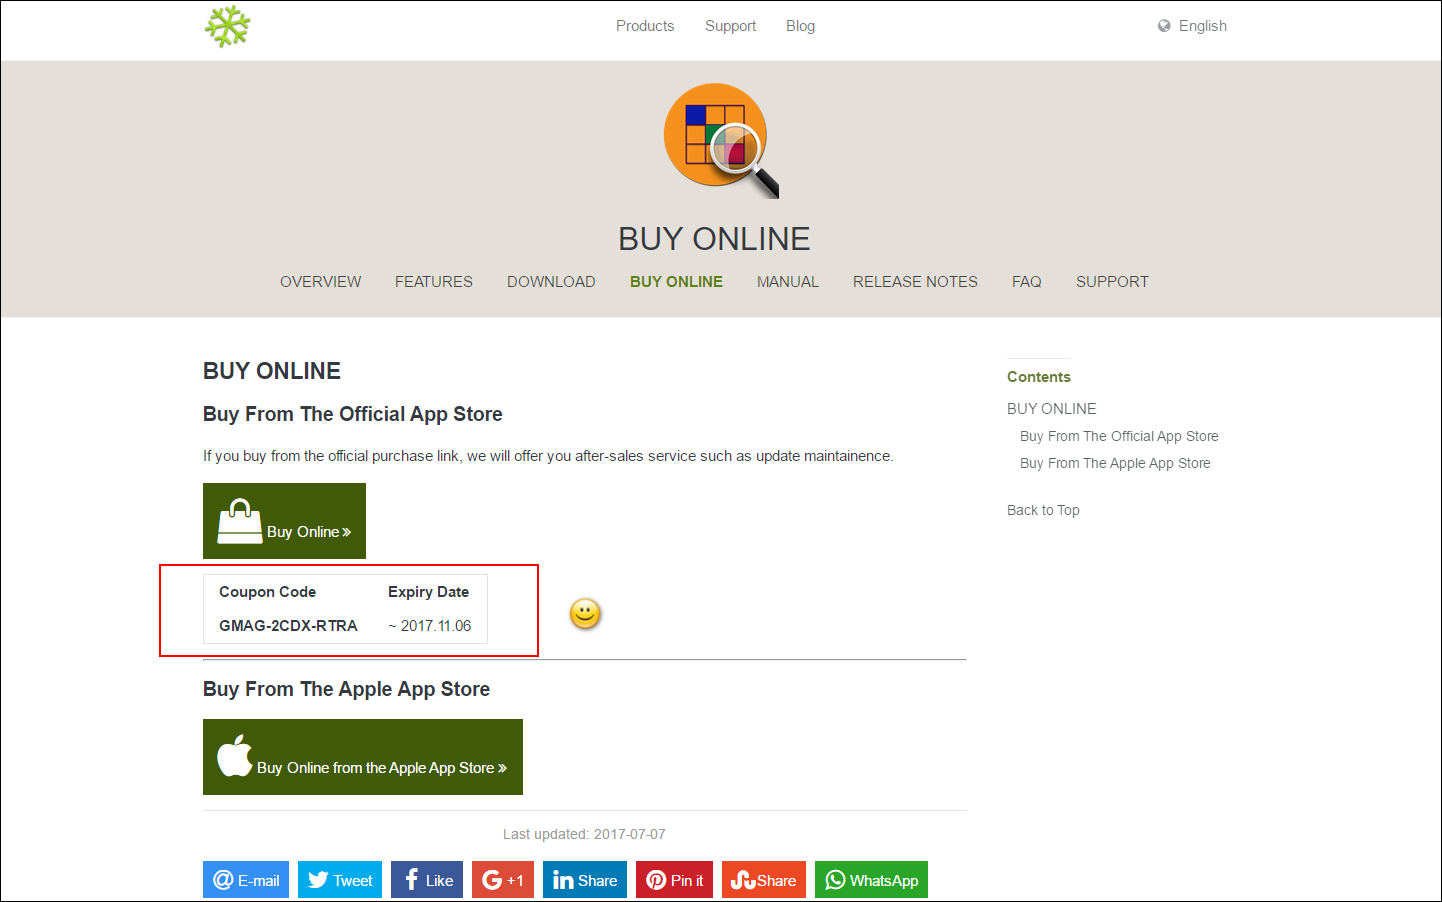 Products Support Blog English
BUY ONLINE
OVERVIEW FEATURES DOWNLOAD BUY ONLINE MANUAL RELEASE NOTES FAQ SUPPORT
BUY ONLINE
Buy From The Official App Store
If you buy from the official purchase link, we will offer you after-sales service such as update maintainence.
Buy Online »
Coupon Code Expiry Date
GMAG-2CDX-RTRA ~ 2017.11.06
Buy From The Apple App Store
Buy Online from the Apple App Store »
Last updated: 2017-07-07
E-mail Tweet Like +1 Share Pin it Share WhatsApp
Contents
BUY ONLINE
Buy From The Official App Store
Buy From The Apple App Store
Back to Top